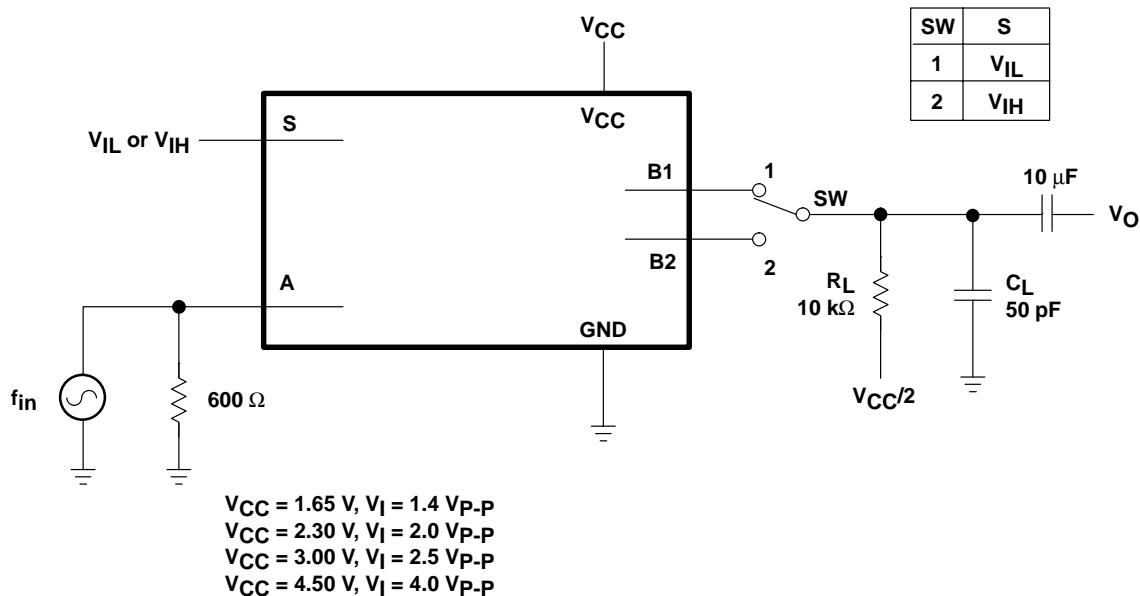 VCC
SW S
1 VIL
2 VIH
VCC
S
VIL or VIH
B1
1
SW
10 µF
VO
B2
2
A
RL
10 kΩ
CL
50 pF
GND
fin
600 Ω
VCC/2
VCC = 1.65 V, VI = 1.4 VP-P
VCC = 2.30 V, VI = 2.0 VP-P
VCC = 3.00 V, VI = 2.5 VP-P
VCC = 4.50 V, VI = 4.0 VP-P